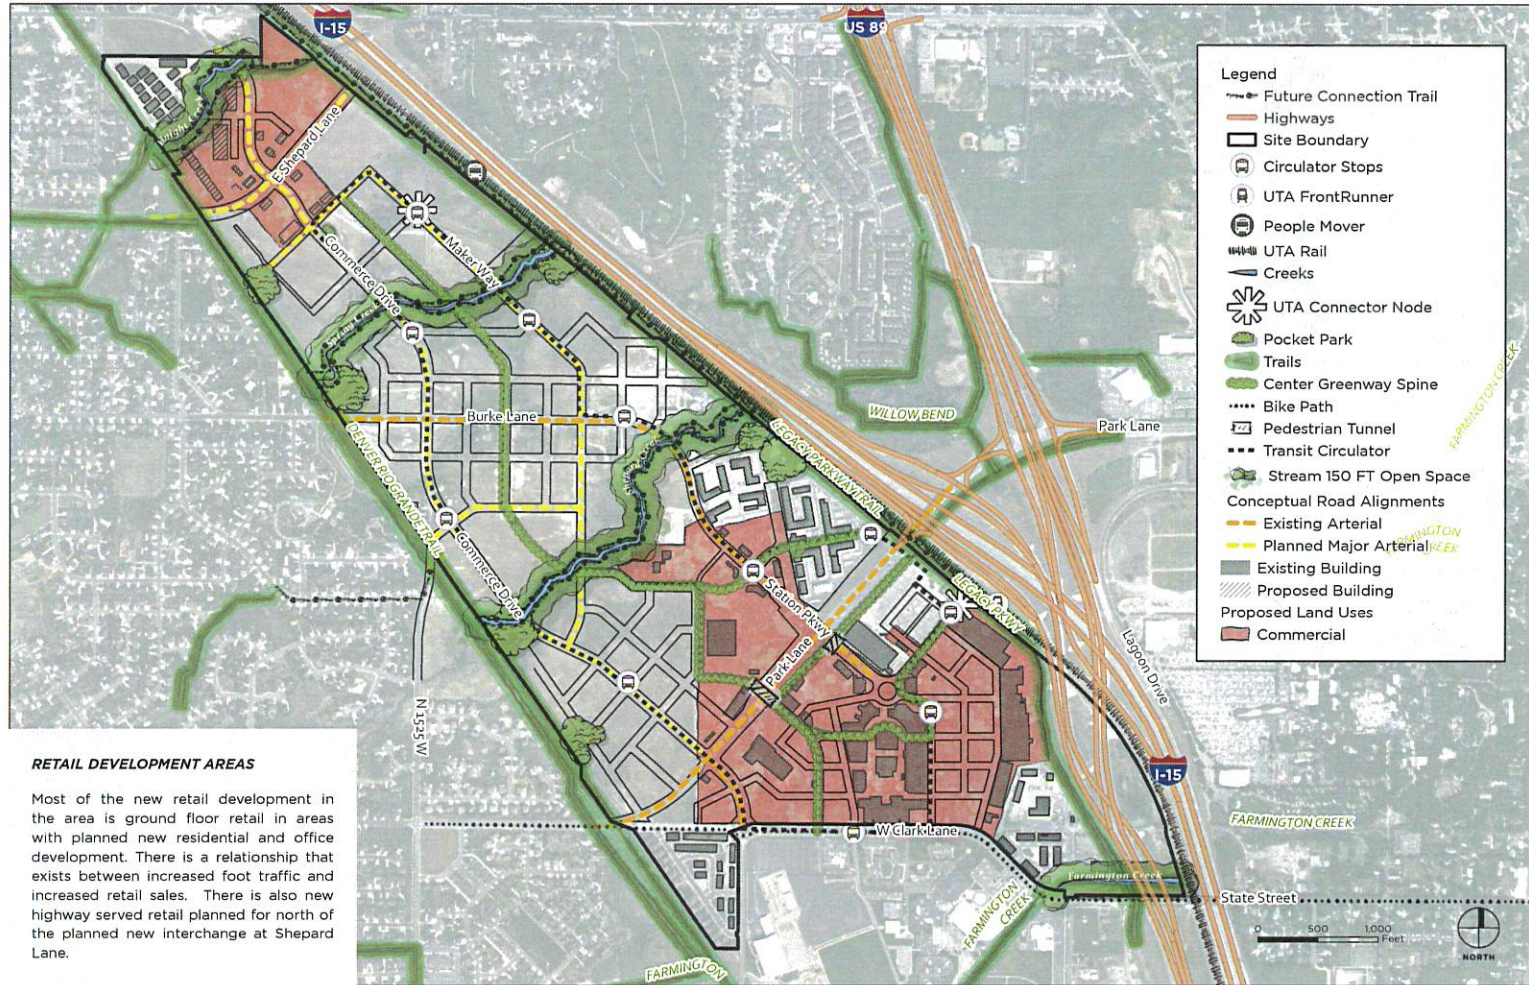 I-15
US 89
Legend
Future Connection Trail
Highways
Site Boundary
Circulator Stops
UTA FrontRunner
People Mover
UTA Rail
Creeks
UTA Connector Node
Pocket Park
Trails
Center Greenway Spine
Bike Path
Pedestrian Tunnel
Transit Circulator
Stream 150 FT Open Space
Conceptual Road Alignments
Existing Arterial
Planned Major Arterial
Existing Building
Proposed Building
Proposed Land Uses
Commercial
FARMINGTON CREEK
FARMINGTON
CREEK
E Shepard Lane
Maker Way
Commerce Drive
Burke Lane
WILLOW BEND
Park Lane
DENVER RIO GRANDE TRAIL
LEGACY PARKWAY TRAIL
Commerce Drive
Station Pkwy
LEGACY PKWY
Park Lane
Lagoon Drive
N 1525 W
I-15
W Clark Lane
FARMINGTON CREEK
Farmington Creek
State Street
FARMINGTON
CREEK
FARMINGTON
0 500 1,000
Feet
NORTH
RETAIL DEVELOPMENT AREAS
Most of the new retail development in
the area is ground floor retail in areas
with planned new residential and office
development. There is a relationship that
exists between increased foot traffic and
increased retail sales. There is also new
highway served retail planned for north of
the planned new interchange at Shepard
Lane.